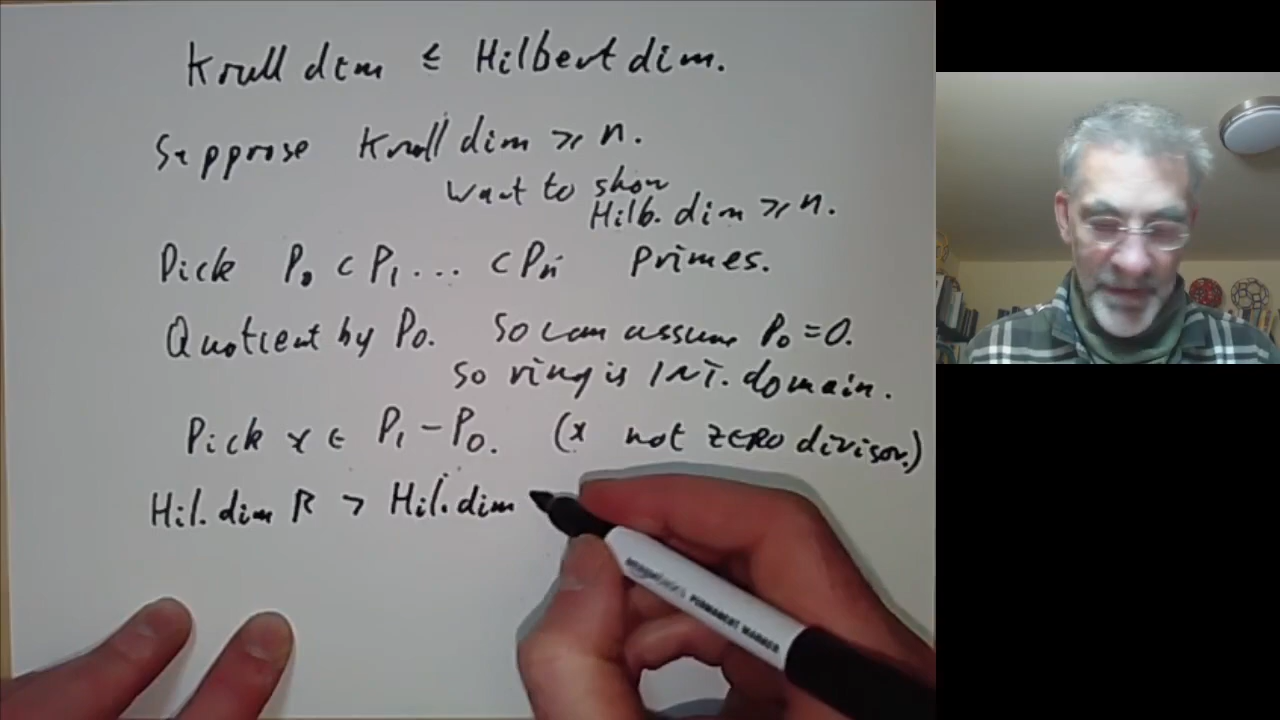 Krull dim ≤ Hilbert dim.
Suppose Krull dim ⩾ n.
want to show
Hilb. dim ⩾ n.
Pick P₀ ⊂ P₁ ... ⊂ Pn primes.
Quotient by P₀. So can assume P₀ = 0.
So ring is INT. domain.
Pick x ∈ P₁ - P₀. (x not ZERO divisor.)
Hil. dim R > Hil. dim
PERMANENT MARKER